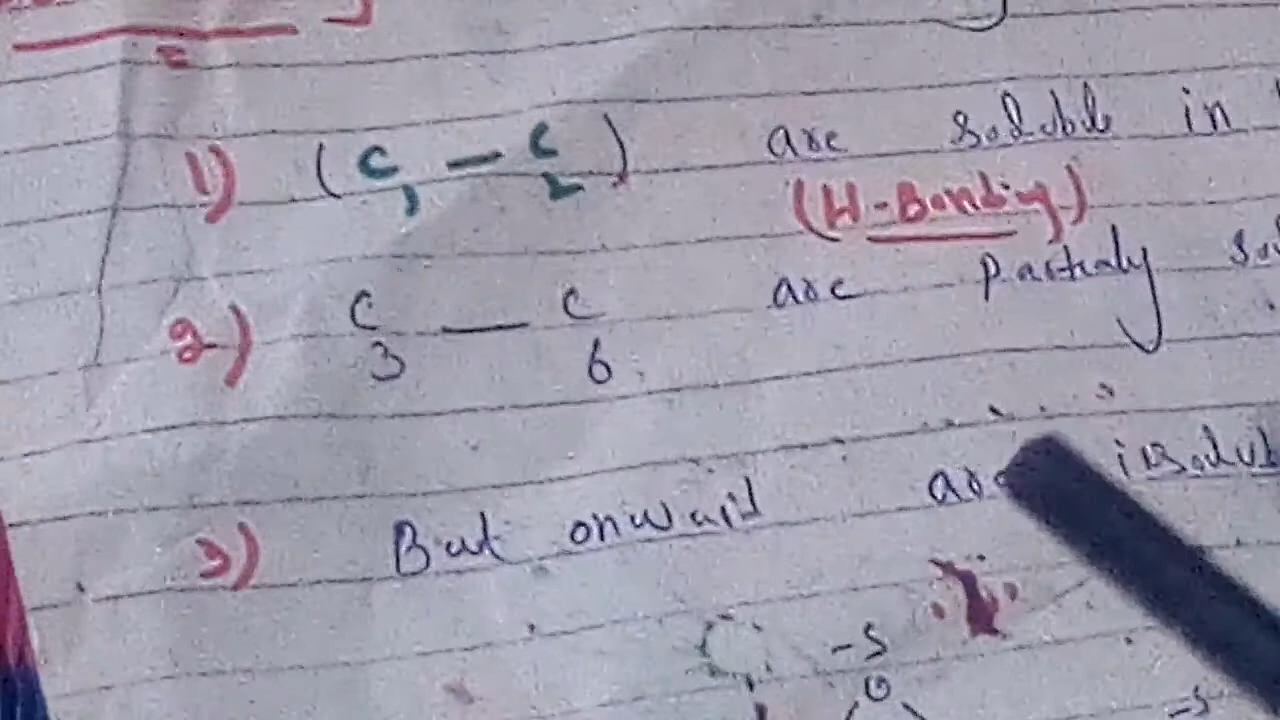 1) (C1 — C2) are soluble in
(H-Bonding)
2) C3 — C6. are Partialy
3) But onward are insolub
-S
O
-S